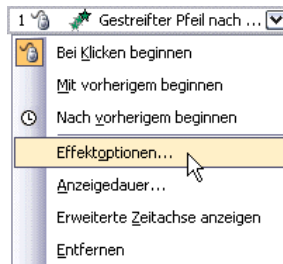 1 Gestreifter Pfeil nach ...
Bei Klicken beginnen
Mit vorherigem beginnen
Nach vorherigem beginnen
Effektoptionen...
Anzeigedauer...
Erweiterte Zeitachse anzeigen
Entfernen